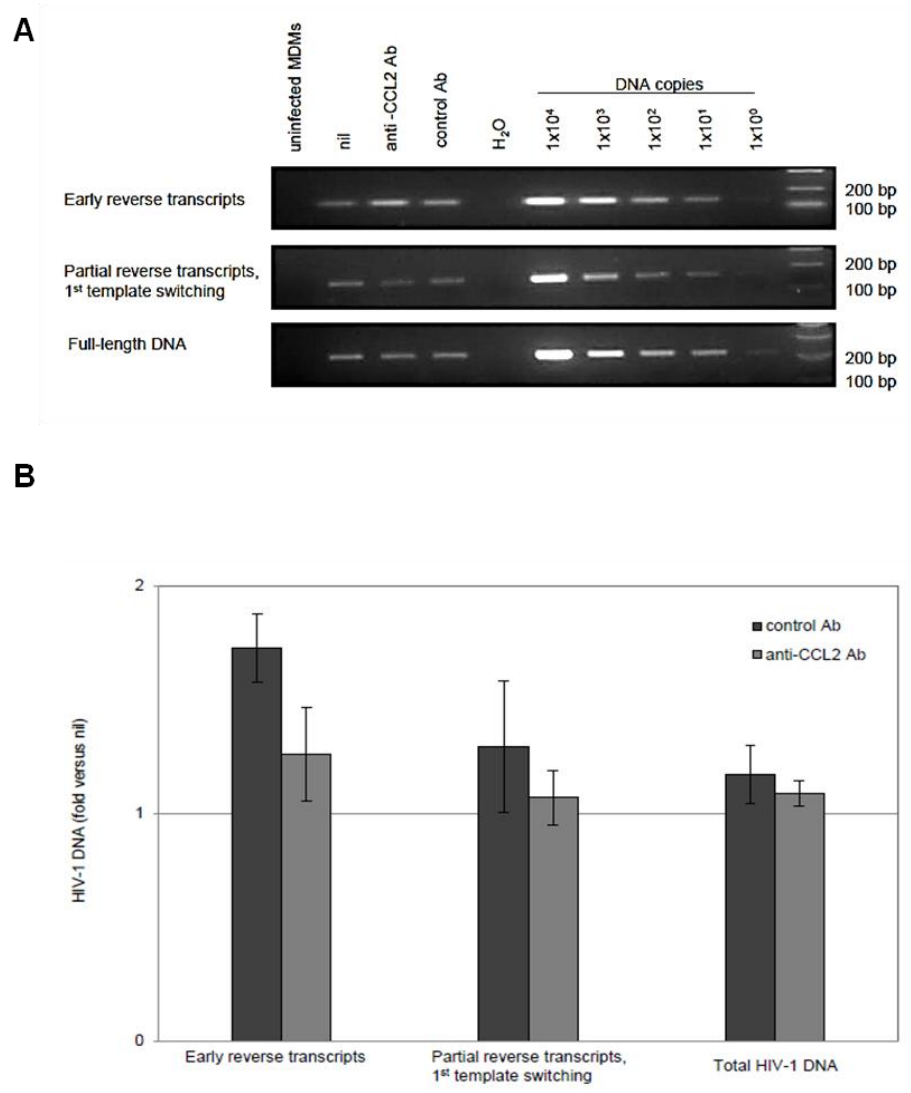 A
uninfected MDMs
nil
anti -CCL2 Ab
control Ab
H₂O
DNA copies
1x10⁴
1x10³
1x10²
1x10¹
1x10⁰
Early reverse transcripts
200 bp
100 bp
Partial reverse transcripts,
1ˢᵗ template switching
200 bp
100 bp
Full-length DNA
200 bp
100 bp
B
HIV-1 DNA (fold versus nil)
2
1
0
control Ab
anti-CCL2 Ab
Early reverse transcripts
Partial reverse transcripts,
1ˢᵗ template switching
Total HIV-1 DNA